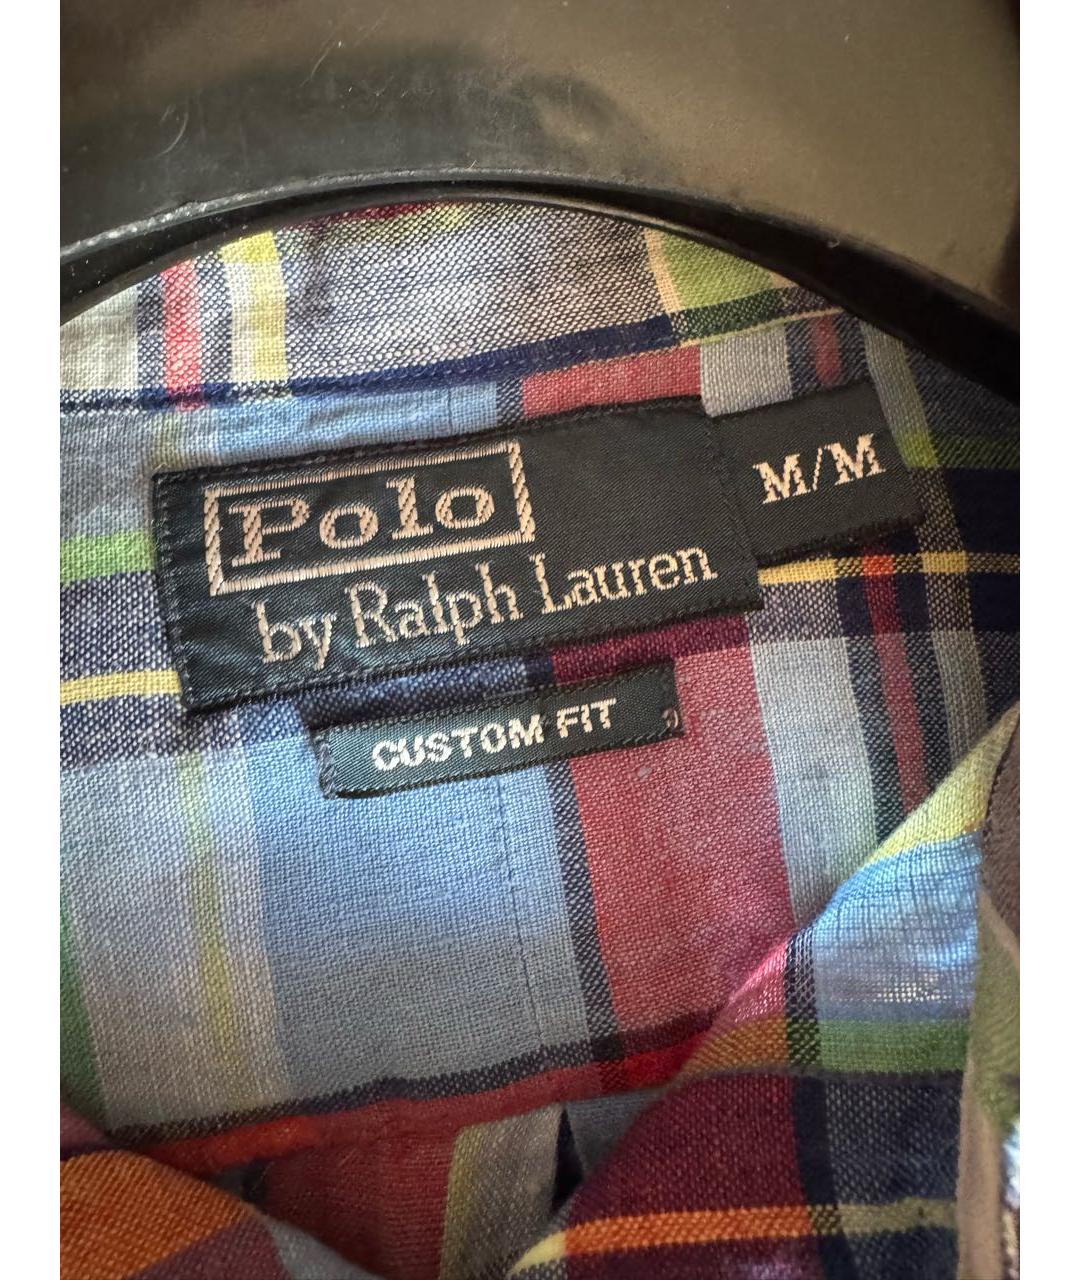 Polo
by Ralph Lauren
M/M
CUSTOM FIT